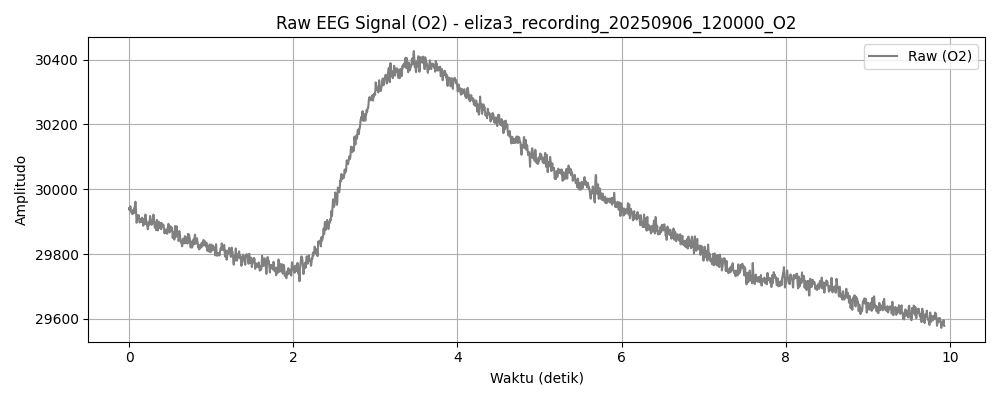 Raw EEG Signal (O2) - eliza3_recording_20250906_120000_O2
Raw (O2)
Amplitudo
30400
30200
30000
29800
29600
0 2 4 6 8 10
Waktu (detik)